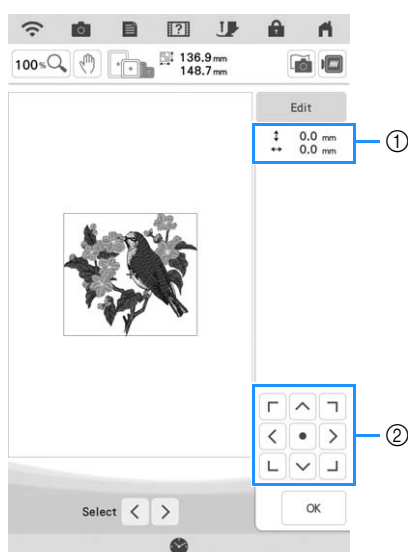 100% 136.9 mm
148.7 mm
Edit
↕ 0.0 mm
↔ 0.0 mm
①
②
Select
OK